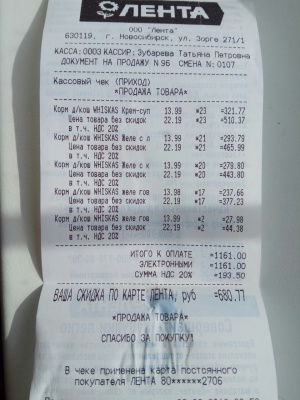 ЛЕНТА
ООО "Лента"
630119, г. Новосибирск, ул. Зорге 271/1
КАССА:0003 КАССИР: Зубарева Татьяна Петровна
ДОКУМЕНТ НА ПРОДАЖУ N 96 СМЕНА N:0107
Кассовый чек (ПРИХОД)
*ПРОДАЖА ТОВАРА*
Корм д/кош WHISKAS Крем-суп 13.99 *23 =321.77
Цена товара без скидок 22.19 *23 =510.37
в т.ч. НДС 20%
Корм д/кош WHISKAS Желе с л 13.99 *21 =293.79
Цена товара без скидок 22.19 *21 =465.99
в т.ч. НДС 20%
Корм д/кош WHISKAS Желе с к 13.99 *20 =279.80
Цена товара без скидок 22.19 *20 =443.80
в т.ч. НДС 20%
Корм д/кош WHISKAS желе гов 13.98 *17 =237.66
Цена товара без скидок 22.19 *17 =377.23
в т.ч. НДС 20%
Корм д/кош WHISKAS желе гов 13.99 *2 =27.98
Цена товара без скидок 22.19 *2 =44.38
в т.ч. НДС 20%
ИТОГО К ОПЛАТЕ =1161.00
ЭЛЕКТРОННЫМИ =1161.00
СУММА НДС 20% =193.50
ВАША СКИДКА ПО КАРТЕ ЛЕНТА, руб =680.77
*ПРОДАЖА ТОВАРА*
СПАСИБО ЗА ПОКУПКУ!
В чеке применена карта постоянного
покупателя ЛЕНТА 80******2706